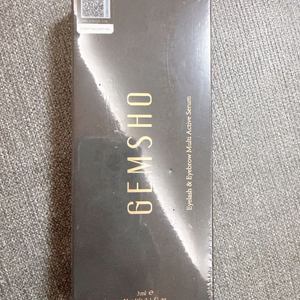 GEMSHO
Eyelash & Eyebrow Multi Active Serum
3ml ℮